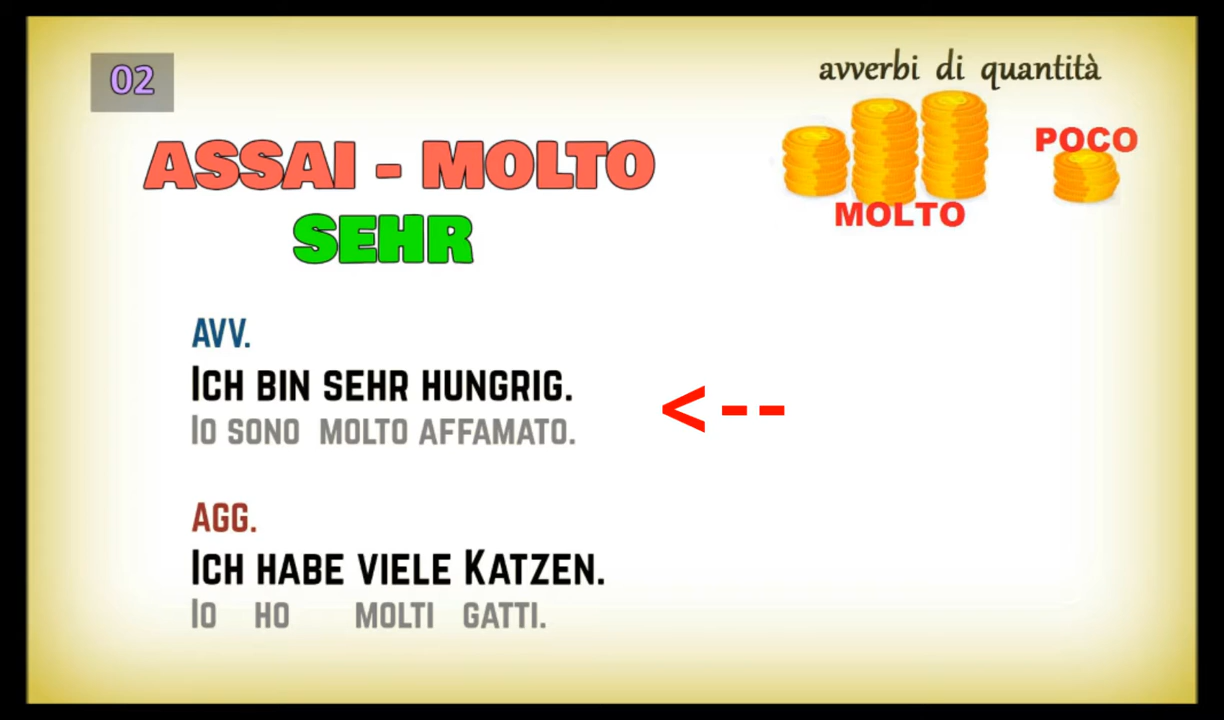 02
avverbi di quantità
POCO
MOLTO
ASSAI - MOLTO
SEHR
AVV.
ICH BIN SEHR HUNGRIG.
IO SONO MOLTO AFFAMATO.
<--
AGG.
ICH HABE VIELE KATZEN.
IO HO MOLTI GATTI.